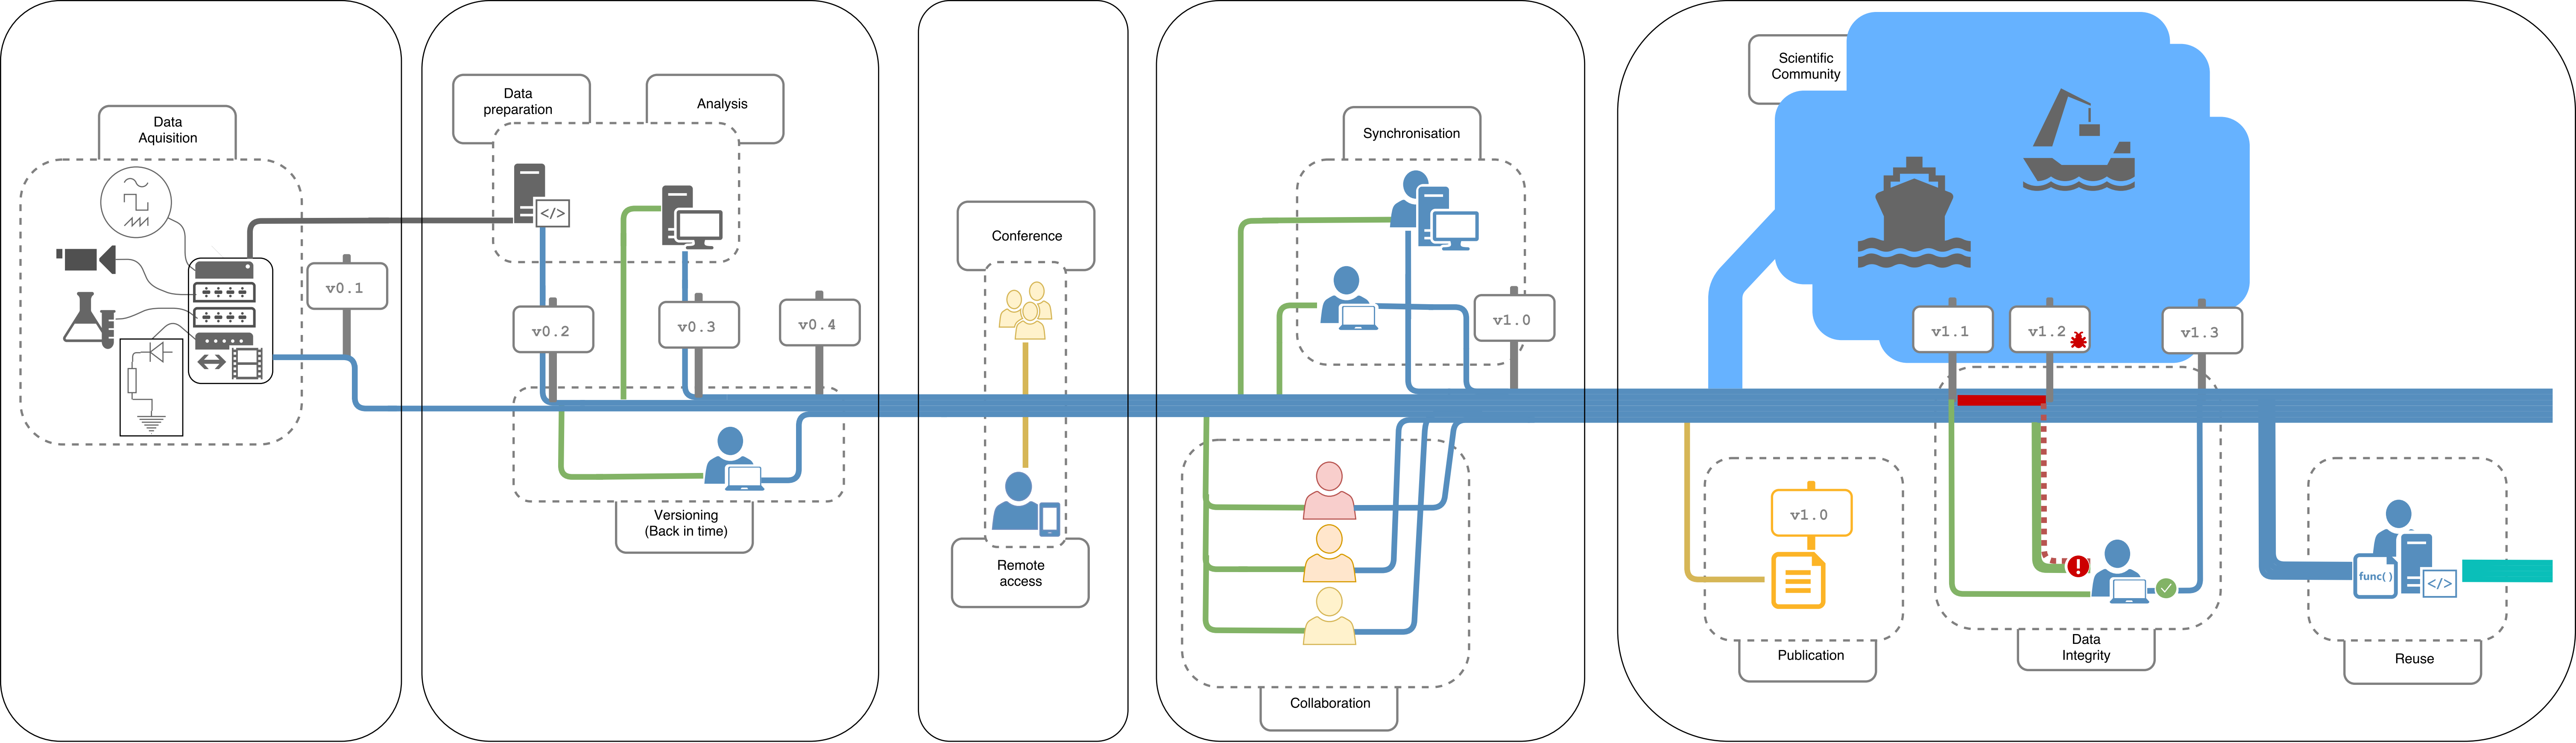 Data
Aquisition
v0.1
Data
preparation
Analysis
</>
v0.2
v0.3
v0.4
Versioning
(Back in time)
Conference
Remote
access
Synchronisation
v1.0
Collaboration
Scientific
Community
v1.1
v1.2
v1.3
v1.0
Publication
!
Data
Integrity
func()
</>
Reuse